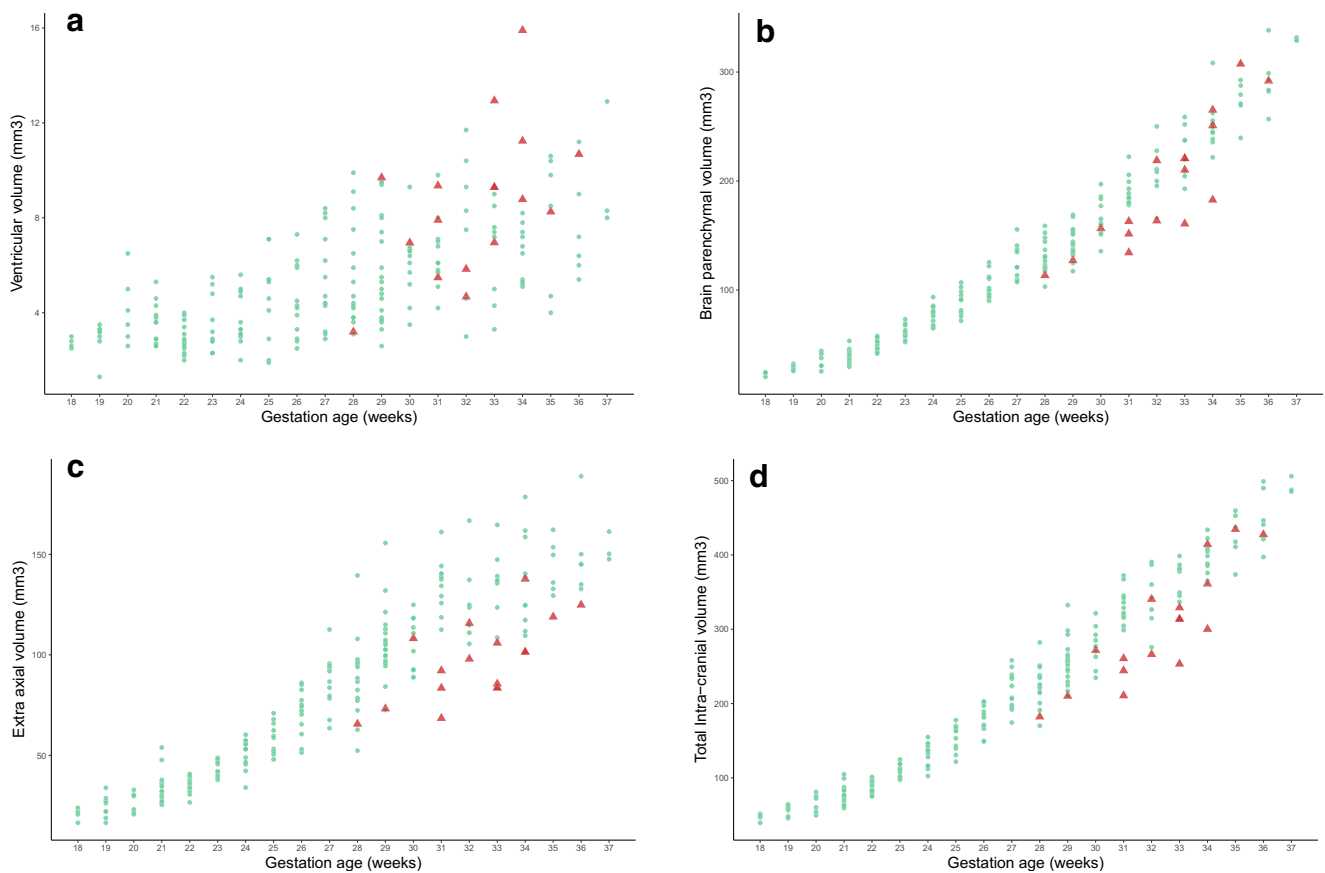 a
Ventricular volume (mm3)
16
12
8
4
18 19 20 21 22 23 24 25 26 27 28 29 30 31 32 33 34 35 36 37
Gestation age (weeks)
b
Brain parenchymal volume (mm3)
300
200
100
18 19 20 21 22 23 24 25 26 27 28 29 30 31 32 33 34 35 36 37
Gestation age (weeks)
c
Extra axial volume (mm3)
150
100
50
18 19 20 21 22 23 24 25 26 27 28 29 30 31 32 33 34 35 36 37
Gestation age (weeks)
d
Total Intra−cranial volume (mm3)
500
400
300
200
100
18 19 20 21 22 23 24 25 26 27 28 29 30 31 32 33 34 35 36 37
Gestation age (weeks)